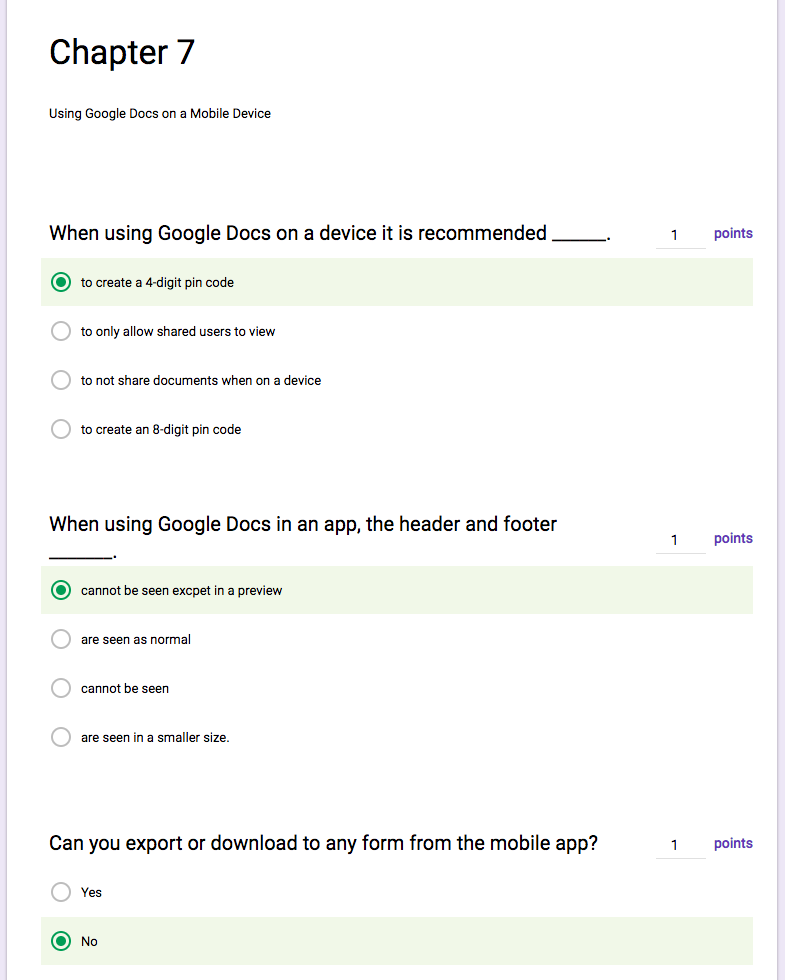 Chapter 7
Using Google Docs on a Mobile Device
When using Google Docs on a device it is recommended ______. 1 points
to create a 4-digit pin code
to only allow shared users to view
to not share documents when on a device
to create an 8-digit pin code
When using Google Docs in an app, the header and footer
_______. 1 points
cannot be seen excpet in a preview
are seen as normal
cannot be seen
are seen in a smaller size.
Can you export or download to any form from the mobile app? 1 points
Yes
No